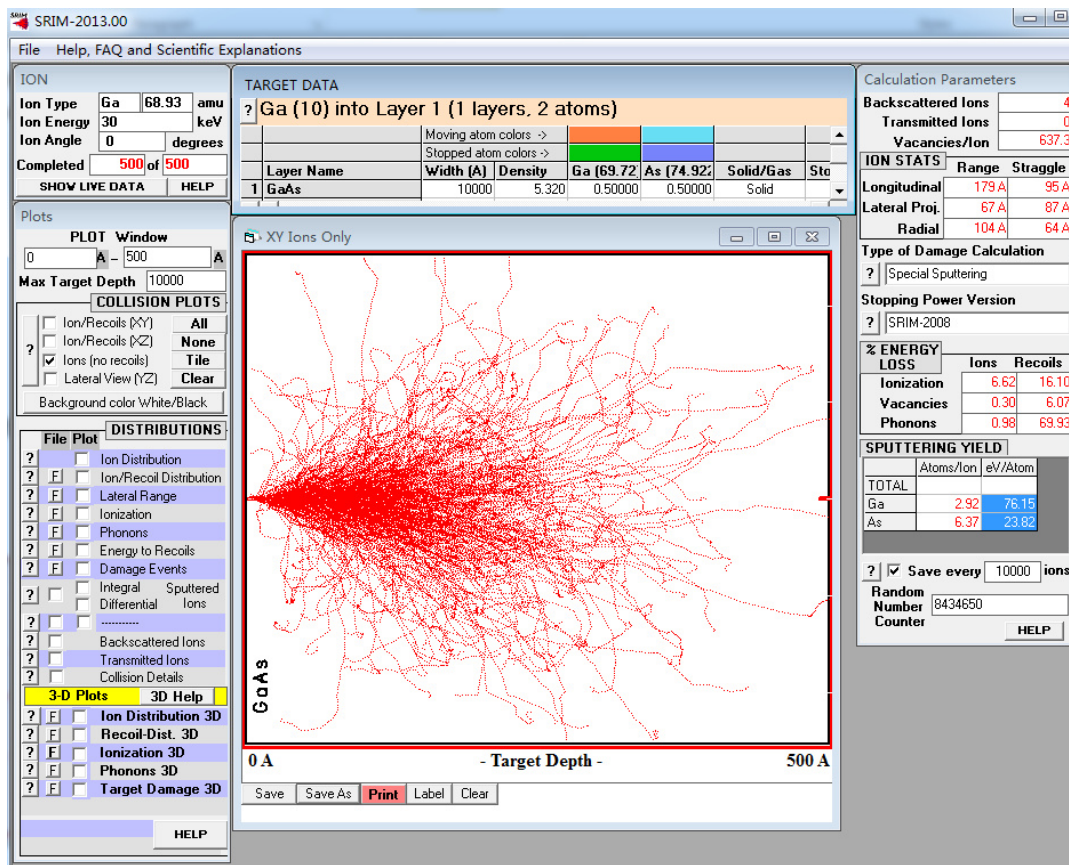 SRIM-2013.00
File Help, FAQ and Scientific Explanations
ION
Ion Type Ga 68.93 amu
Ion Energy 30 keV
Ion Angle 0 degrees
Completed 500 of 500
SHOW LIVE DATA HELP
Plots
PLOT Window
0 A - 500 A
Max Target Depth 10000
COLLISION PLOTS
Ion/Recoils (XY) All
Ion/Recoils (XZ) None
? Ions (no recoils) Tile
Lateral View (YZ) Clear
Background color White/Black
DISTRIBUTIONS
File Plot
? Ion Distribution
? F Ion/Recoil Distribution
? F Lateral Range
? F Ionization
? F Phonons
? F Energy to Recoils
? F Damage Events
? Integral Sputtered
Differential Ions
? -----------
? Backscattered Ions
? Transmitted Ions
? Collision Details
3-D Plots 3D Help
? F Ion Distribution 3D
? F Recoil-Dist. 3D
? F Ionization 3D
? F Phonons 3D
? F Target Damage 3D
HELP
TARGET DATA
? Ga (10) into Layer 1 (1 layers, 2 atoms)
Moving atom colors ->
Stopped atom colors ->
Layer Name Width (A) Density Ga (69.72 As (74.922 Solid/Gas Sto
1 GaAs 10000 5.320 0.50000 0.50000 Solid
XY Ions Only
GaAs
0 A - Target Depth - 500 A
Save Save As Print Label Clear
Calculation Parameters
Backscattered Ions 4
Transmitted Ions 0
Vacancies/Ion 637.3
ION STATS Range Straggle
Longitudinal 179 A 95 A
Lateral Proj. 67 A 87 A
Radial 104 A 64 A
Type of Damage Calculation
? Special Sputtering
Stopping Power Version
? SRIM-2008
% ENERGY LOSS Ions Recoils
Ionization 6.62 16.10
Vacancies 0.30 6.07
Phonons 0.98 69.93
SPUTTERING YIELD
Atoms/Ion eV/Atom
TOTAL
Ga 2.92 76.15
As 6.37 23.82
? Save every 10000 ions
Random
Number 8434650
Counter
HELP